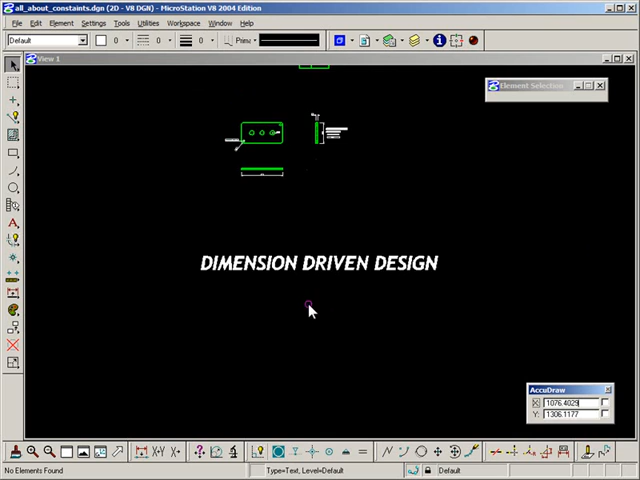 all_about_constaints.dgn (2D - V8 DGN) - MicroStation V8 2004 Edition
File Edit Element Settings Tools Utilities Workspace Window Help
Default 0 0 0 Prima
View 1
Element Selection
DIMENSION DRIVEN DESIGN
AccuDraw
X: 1076.4029
Y: 1306.1177
No Elements Found Type=Text, Level=Default Default